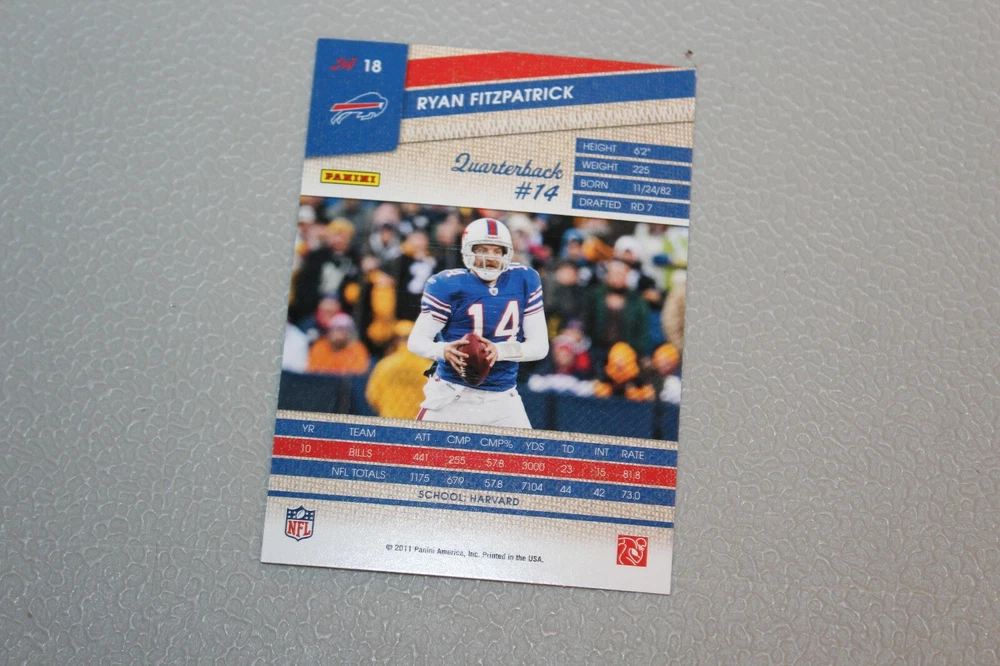 18
RYAN FITZPATRICK
PANINI
Quarterback
#14
HEIGHT 6'2"
WEIGHT 225
BORN 11/24/82
DRAFTED RD 7
14
YR TEAM ATT CMP CMP% YDS TD INT RATE
10 BILLS 441 255 57.8 3000 23 15 81.8
NFL TOTALS 1175 679 57.8 7104 44 42 73.0
SCHOOL: HARVARD
NFL
© 2011 Panini America, Inc. Printed in the USA.